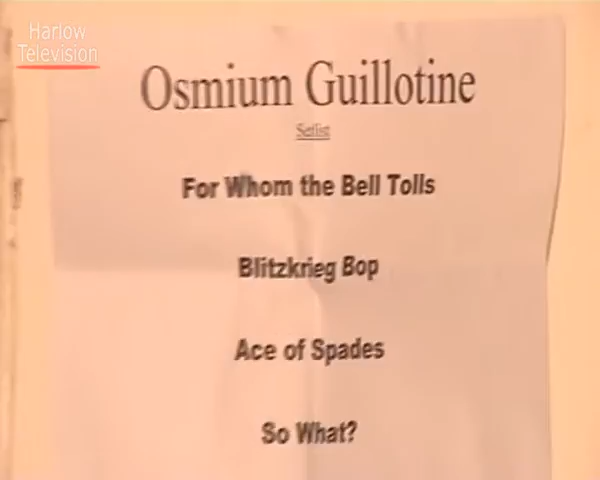 Harlow
Television
Osmium Guillotine
Setlist
For Whom the Bell Tolls
Blitzkrieg Bop
Ace of Spades
So What?